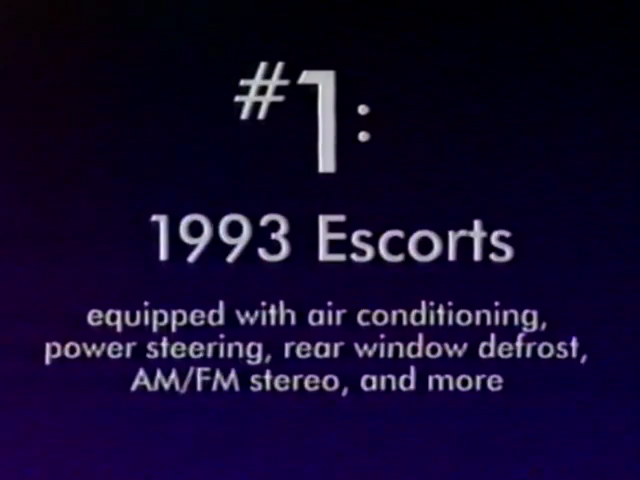 #1:
1993 Escorts
equipped with air conditioning,
power steering, rear window defrost,
AM/FM stereo, and more